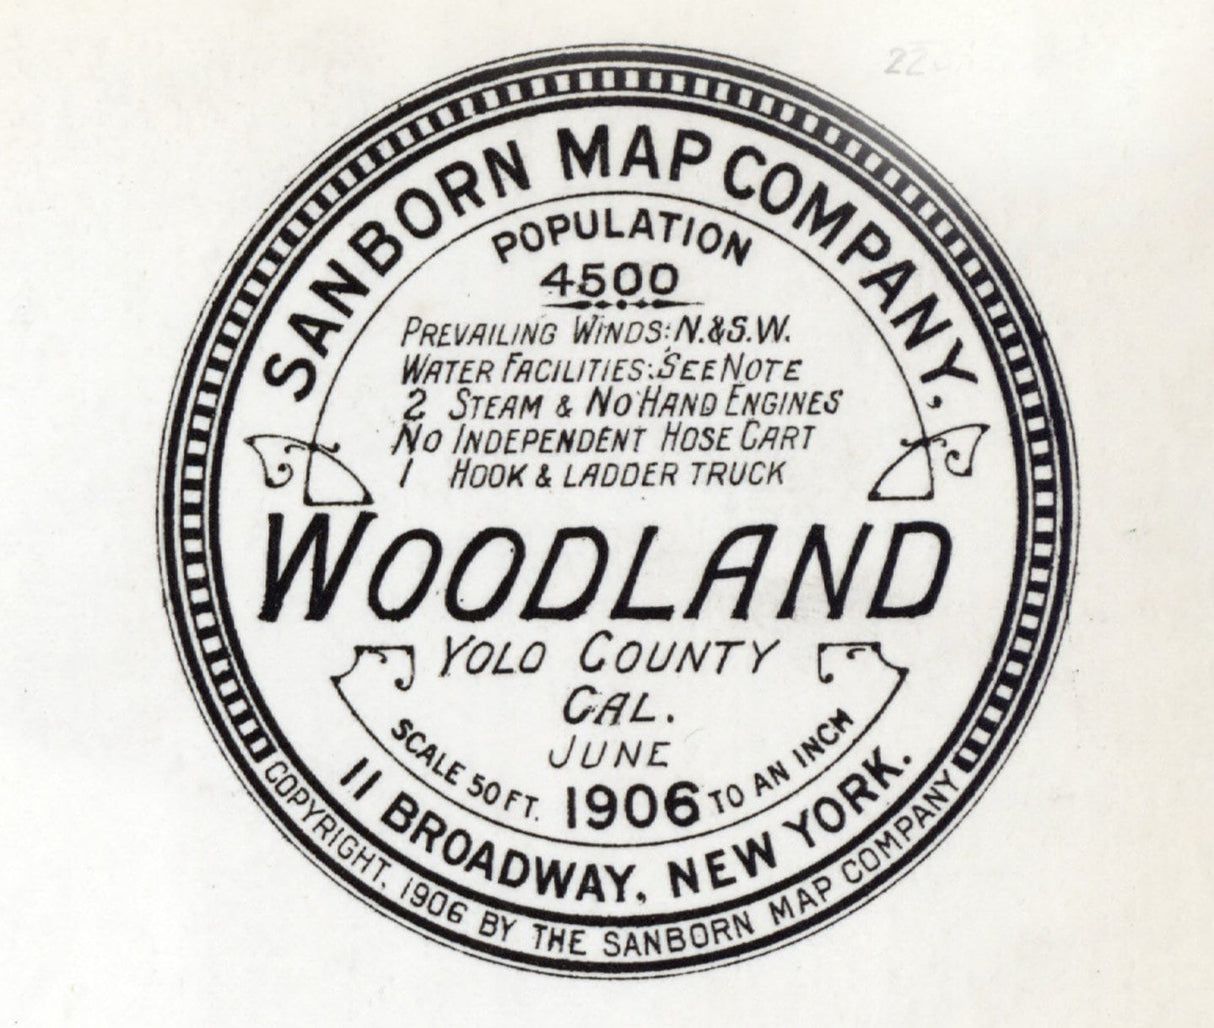 SANBORN MAP COMPANY,
POPULATION
4500
PREVAILING WINDS: N. & S.W.
WATER FACILITIES: SEE NOTE
2 STEAM & NO HAND ENGINES
NO INDEPENDENT HOSE CART
1 HOOK & LADDER TRUCK
WOODLAND
YOLO COUNTY
CAL.
JUNE
1906
SCALE 50 FT. TO AN INCH
11 BROADWAY, NEW YORK.
COPYRIGHT, 1906 BY THE SANBORN MAP COMPANY